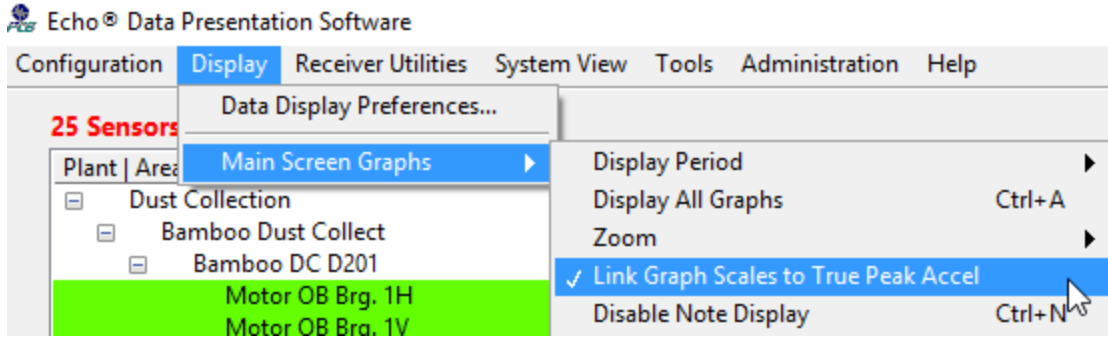 Echo® Data Presentation Software
Configuration Display Receiver Utilities System View Tools Administration Help
Data Display Preferences...
25 Sensors
Main Screen Graphs
Plant | Area
Display Period
Dust Collection
Display All Graphs Ctrl+A
Bamboo Dust Collect
Zoom
Bamboo DC D201
✓ Link Graph Scales to True Peak Accel
Motor OB Brg. 1H
Disable Note Display Ctrl+N
Motor OB Brg. 1V